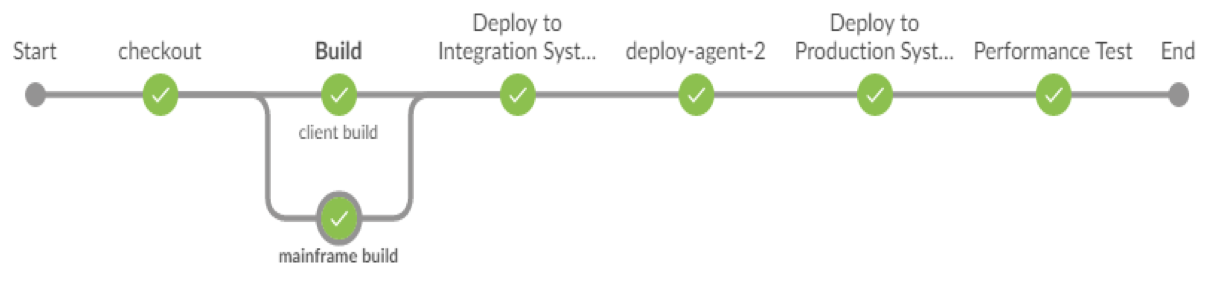 Start
checkout
Build
client build
mainframe build
Deploy to
Integration Syst...
deploy-agent-2
Deploy to
Production Syst...
Performance Test
End